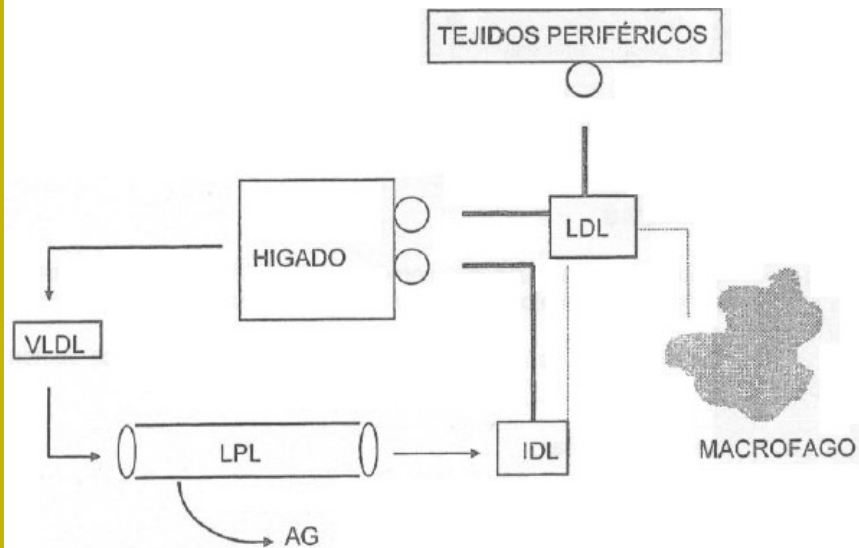 TEJIDOS PERIFÉRICOS
LDL
HIGADO
VLDL
LPL
IDL
MACROFAGO
AG